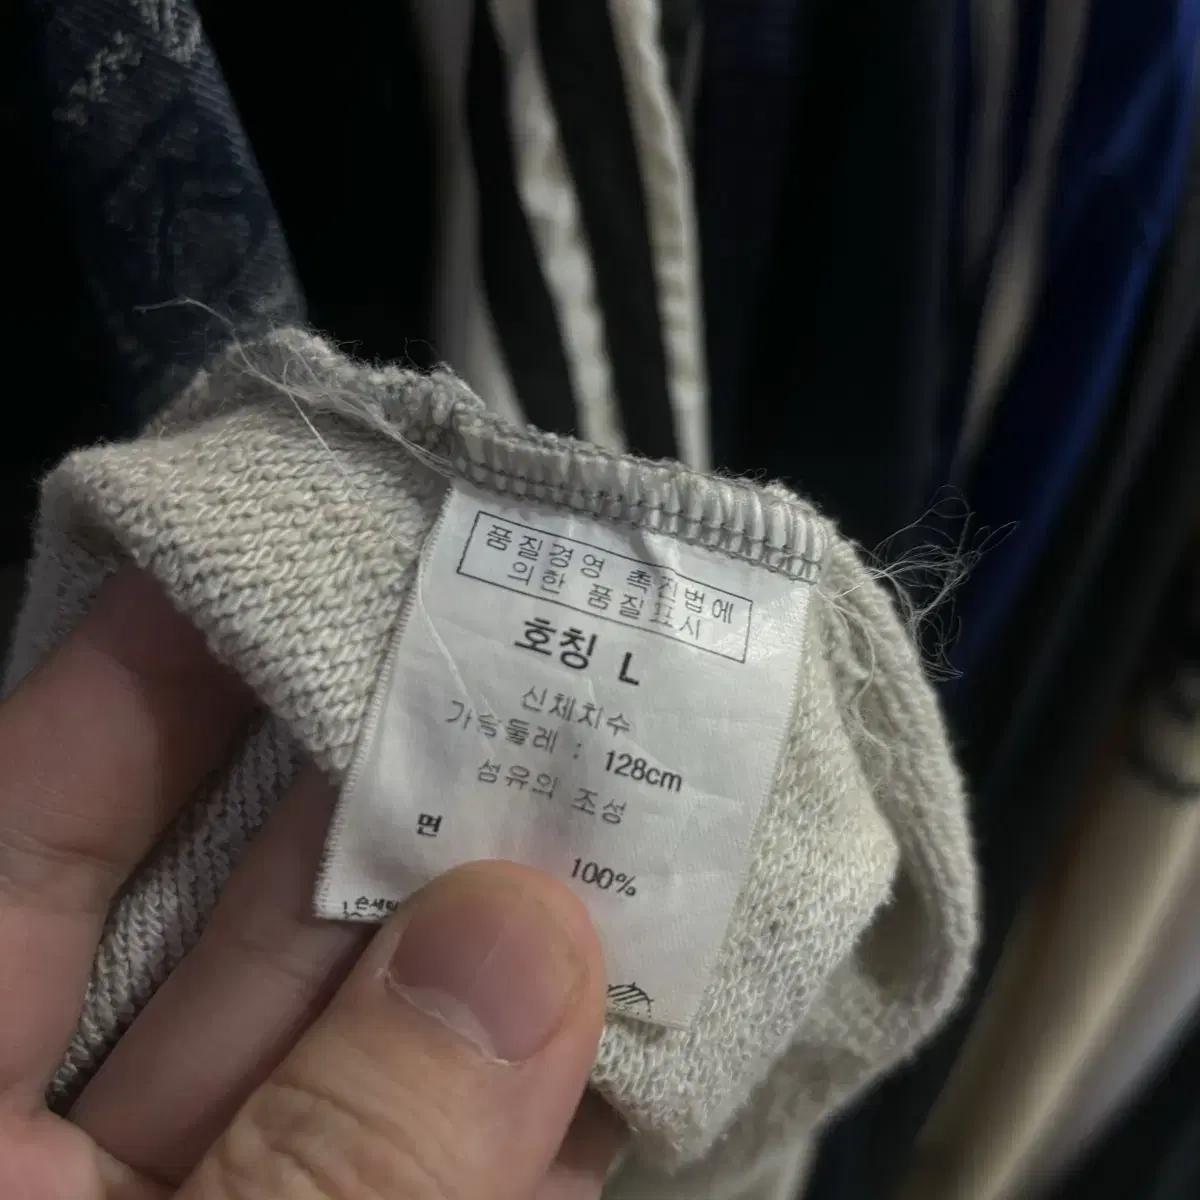 품질경영 촉진법에
의한 품질표시
호칭 L
신체치수
가슴둘레 : 128cm
섬유의 조성
면 100%